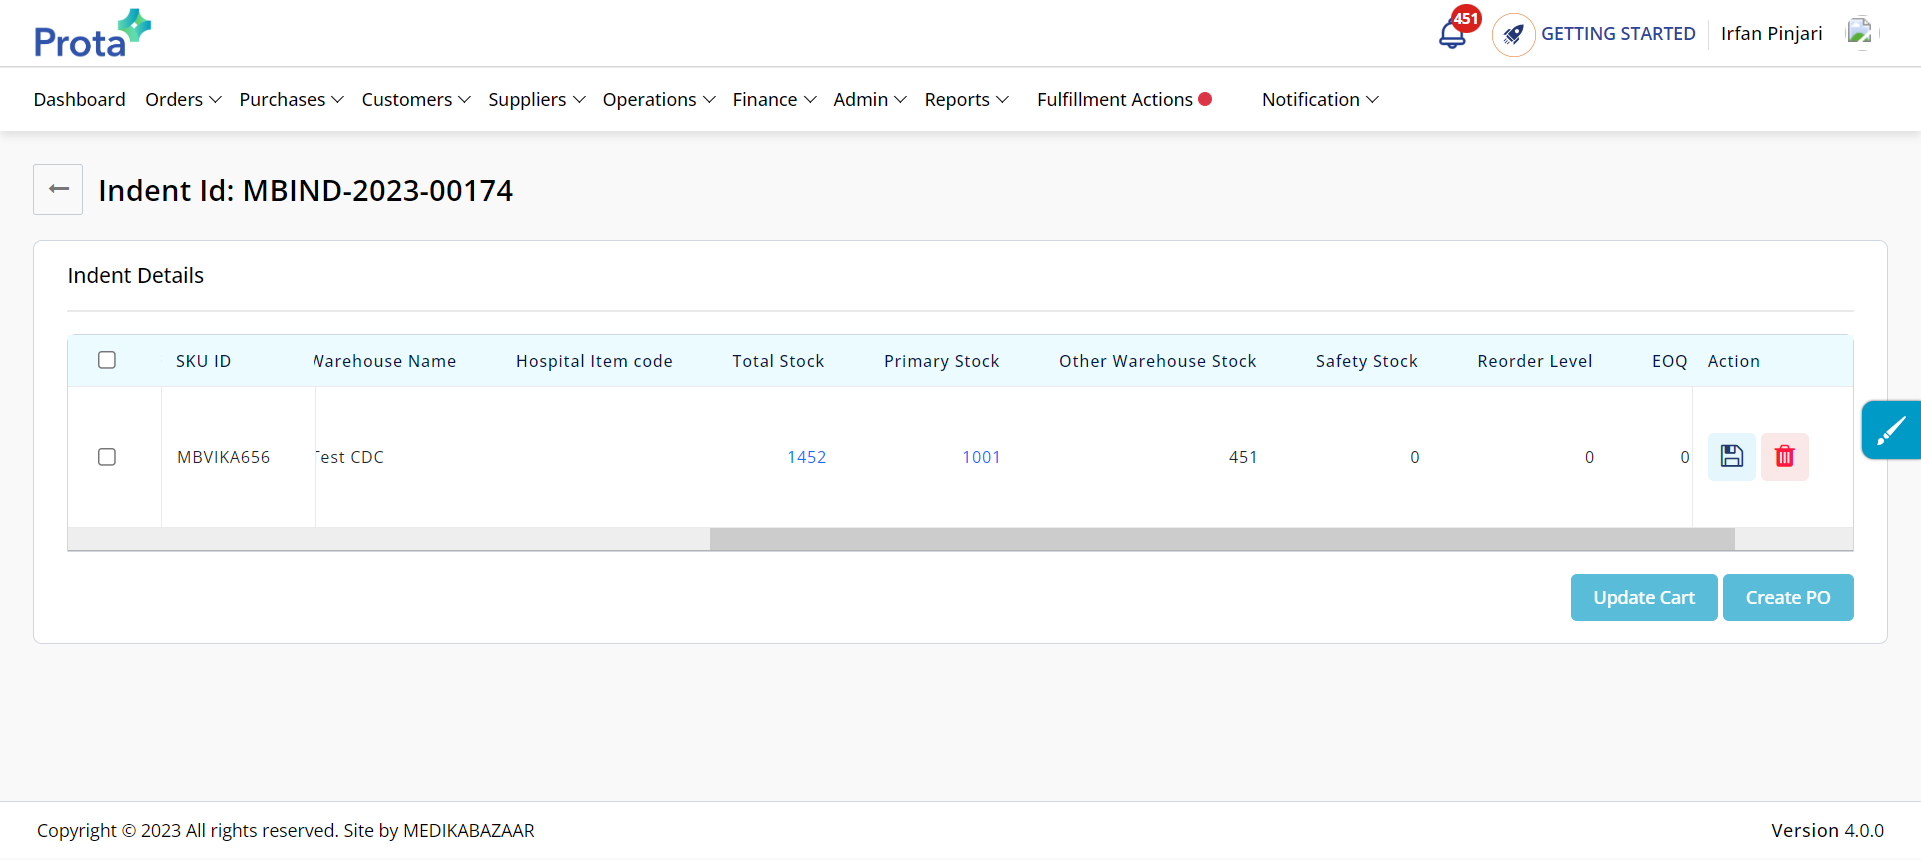 Prota
451
GETTING STARTED
Irfan Pinjari
Dashboard Orders Purchases Customers Suppliers Operations Finance Admin Reports Fulfillment Actions Notification
Indent Id: MBIND-2023-00174
Indent Details
SKU ID Warehouse Name Hospital Item code Total Stock Primary Stock Other Warehouse Stock Safety Stock Reorder Level EOQ Action
MBVIKA656 Test CDC 1452 1001 451 0 0 0
Update Cart Create PO
Copyright © 2023 All rights reserved. Site by MEDIKABAZAAR
Version 4.0.0